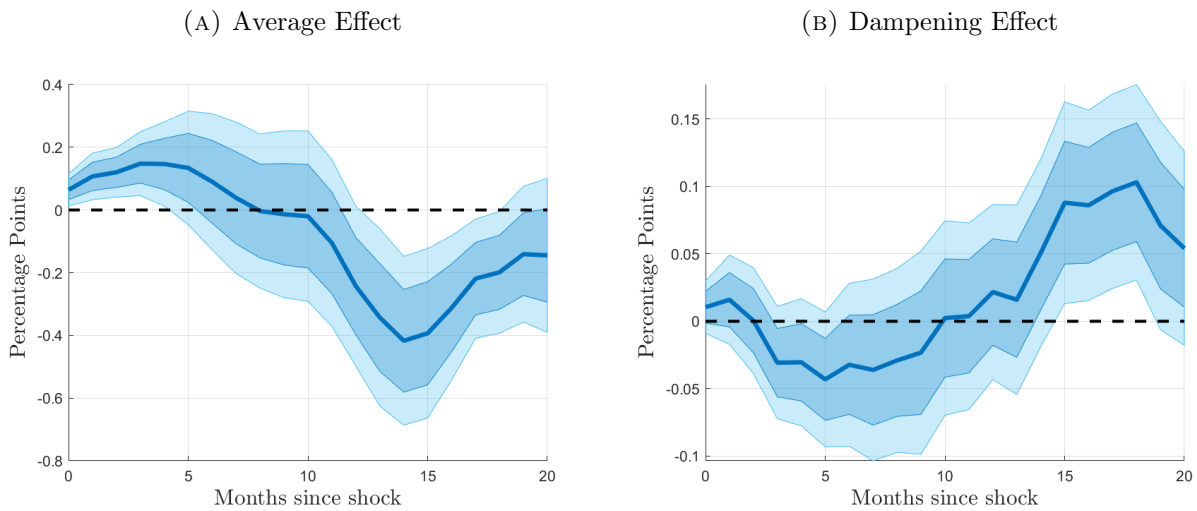 (A) Average Effect
0.4
0.2
0
-0.2
-0.4
-0.6
-0.8
Percentage Points
0 5 10 15 20
Months since shock
(B) Dampening Effect
0.15
0.1
0.05
0
-0.05
-0.1
Percentage Points
0 5 10 15 20
Months since shock